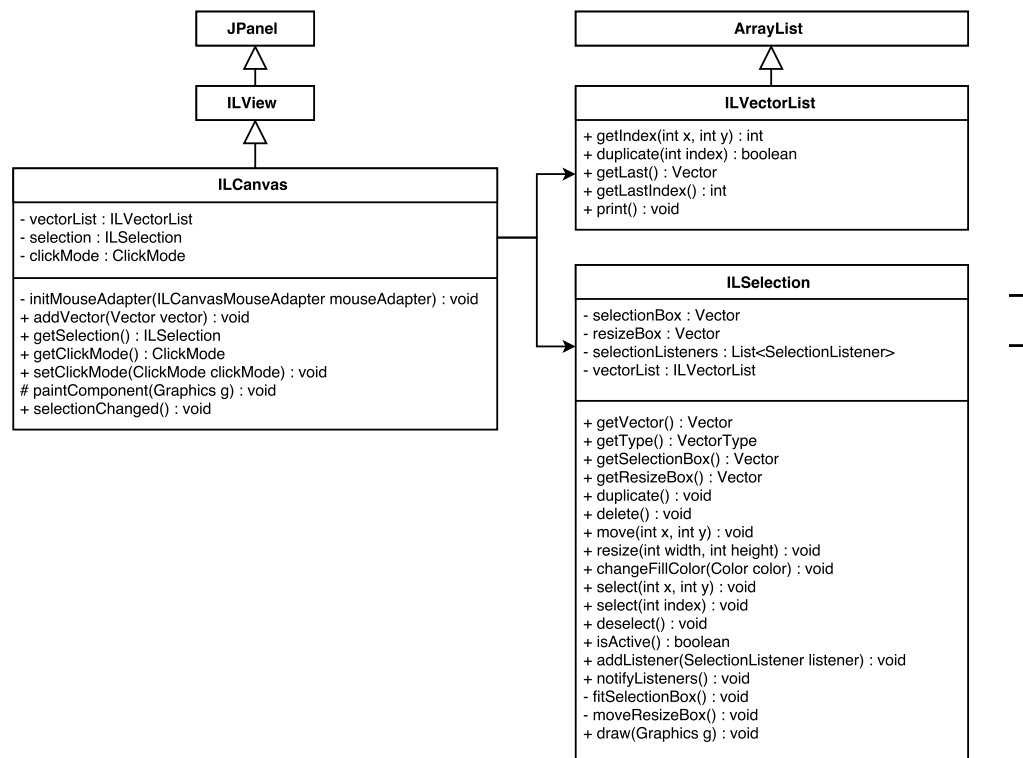 JPanel
ILView
ILCanvas
- vectorList : ILVectorList
- selection : ILSelection
- clickMode : ClickMode
- initMouseAdapter(ILCanvasMouseAdapter mouseAdapter) : void
+ addVector(Vector vector) : void
+ getSelection() : ILSelection
+ getClickMode() : ClickMode
+ setClickMode(ClickMode clickMode) : void
# paintComponent(Graphics g) : void
+ selectionChanged() : void
ArrayList
ILVectorList
+ getIndex(int x, int y) : int
+ duplicate(int index) : boolean
+ getLast() : Vector
+ getLastIndex() : int
+ print() : void
ILSelection
- selectionBox : Vector
- resizeBox : Vector
- selectionListeners : List<SelectionListener>
- vectorList : ILVectorList
+ getVector() : Vector
+ getType() : VectorType
+ getSelectionBox() : Vector
+ getResizeBox() : Vector
+ duplicate() : void
+ delete() : void
+ move(int x, int y) : void
+ resize(int width, int height) : void
+ changeFillColor(Color color) : void
+ select(int x, int y) : void
+ select(int index) : void
+ deselect() : void
+ isActive() : boolean
+ addListener(SelectionListener listener) : void
+ notifyListeners() : void
- fitSelectionBox() : void
- moveResizeBox() : void
+ draw(Graphics g) : void